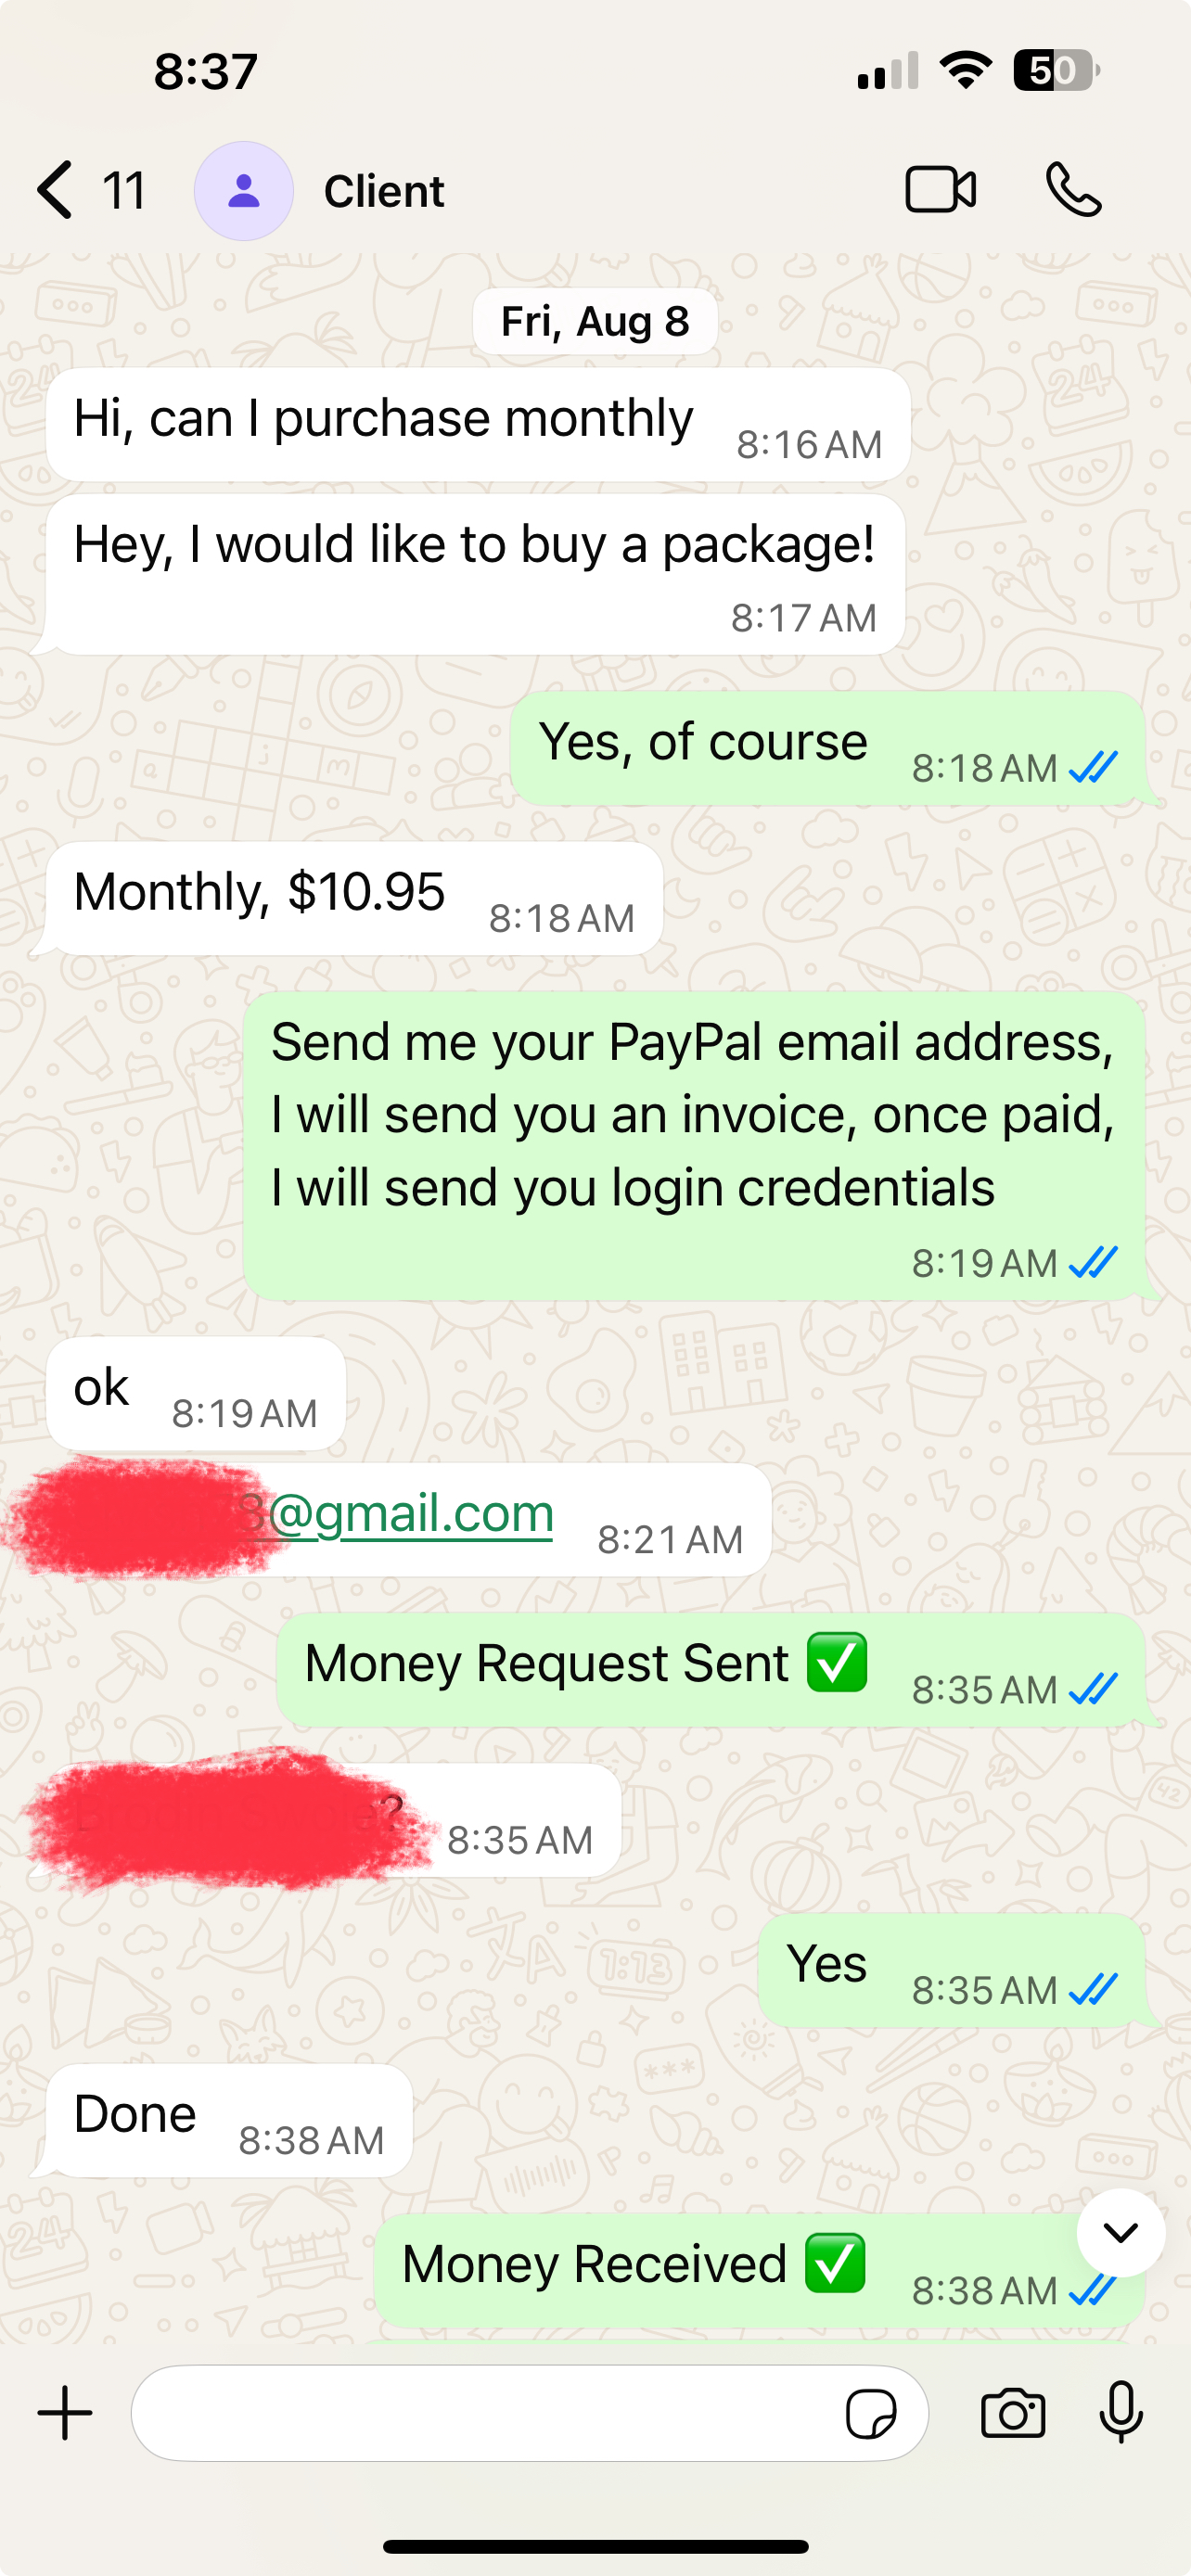 8:37
50
11
Client
Fri, Aug 8
Hi, can I purchase monthly
8:16 AM
Hey, I would like to buy a package!
8:17 AM
Yes, of course
8:18 AM
Monthly, $10.95
8:18 AM
Send me your PayPal email address,
I will send you an invoice, once paid,
I will send you login credentials
8:19 AM
ok
8:19 AM
@gmail.com
8:21 AM
Money Request Sent ✅
8:35 AM
?
8:35 AM
Yes
8:35 AM
Done
8:38 AM
Money Received ✅
8:38 AM